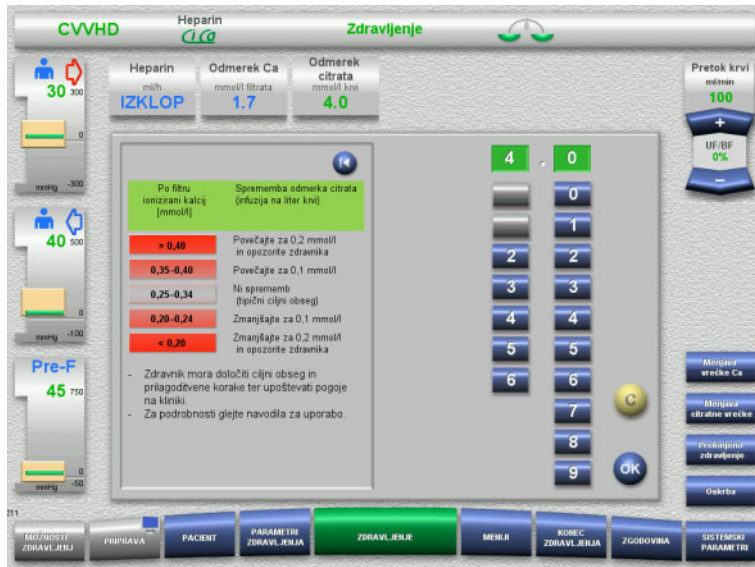 CVVHD
Heparin
CiCa
Zdravljenje
30
300
0
mmHg -300
40
500
0
mmHg -100
Pre-F
45
750
0
mmHg -50
Heparin
ml/h
IZKLOP
Odmerek Ca
mmol/l filtrata
1.7
Odmerek
citrata
mmol/l krvi
4.0
Pretok krvi
ml/min
100
+
UF/BF
0%
−
Po filtru
ionizirani kalcij
[mmol/l]
Sprememba odmerka citrata
(infuzija na liter krvi)
> 0,40
Povečajte za 0,2 mmol/l
in opozorite zdravnika
0,35–0,40
Povečajte za 0,1 mmol/l
0,25–0,34
Ni sprememb
(tipični ciljni obseg)
0,20–0,24
Zmanjšajte za 0,1 mmol/l
< 0,20
Zmanjšajte za 0,2 mmol/l
in opozorite zdravnika
- Zdravnik mora določiti ciljni obseg in
prilagoditvene korake ter upoštevati pogoje
na kliniki.
- Za podrobnosti glejte navodila za uporabo.
4 . 0
0
1
2 2
3 3
4 4
5 5
6 6
7
8
9
C
OK
Menjava
vrečke Ca
Menjava
citratne vrečke
Prekinjeno
zdravljenje
Oskrba
211
MOŽNOSTI
ZDRAVLJENJ
PRIPRAVA
PACIENT
PARAMETRI
ZDRAVLJENJA
ZDRAVLJENJE
MENIJI
KONEC
ZDRAVLJENJA
ZGODOVINA
SISTEMSKI
PARAMETRI